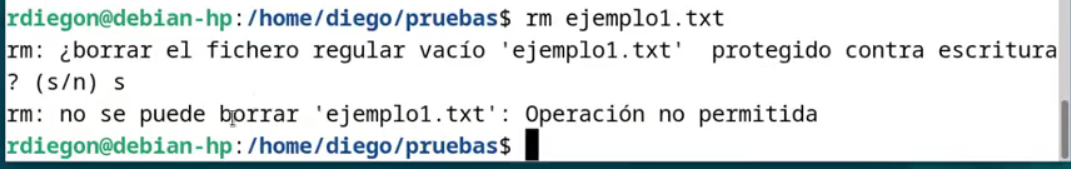 rdiegon@debian-hp:/home/diego/pruebas$ rm ejemplo1.txt
rm: ¿borrar el fichero regular vacío 'ejemplo1.txt'  protegido contra escritura
? (s/n) s
rm: no se puede borrar 'ejemplo1.txt': Operación no permitida
rdiegon@debian-hp:/home/diego/pruebas$